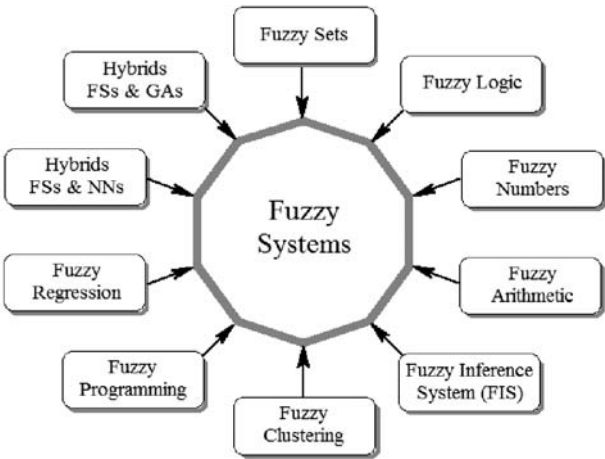 Fuzzy Sets
Hybrids
FSs & GAs
Fuzzy Logic
Hybrids
FSs & NNs
Fuzzy
Numbers
Fuzzy
Systems
Fuzzy
Regression
Fuzzy
Arithmetic
Fuzzy
Programming
Fuzzy Inference
System (FIS)
Fuzzy
Clustering